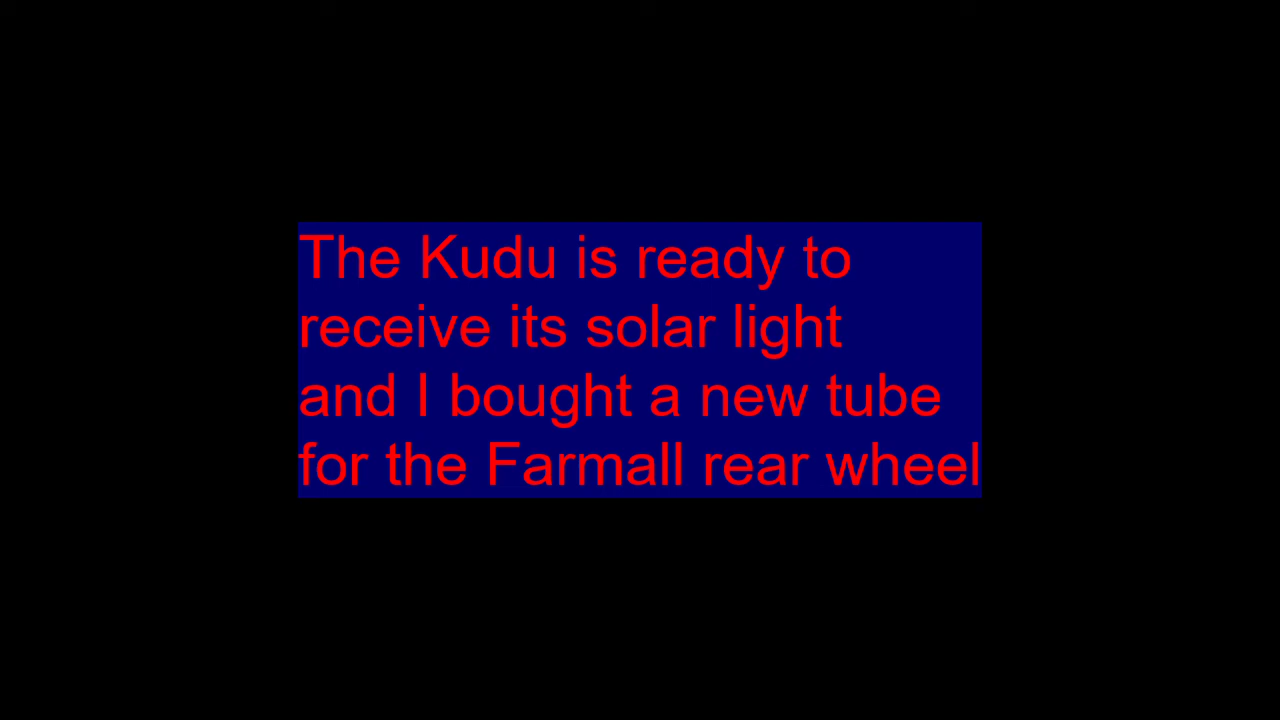 The Kudu is ready to
receive its solar light
and I bought a new tube
for the Farmall rear wheel